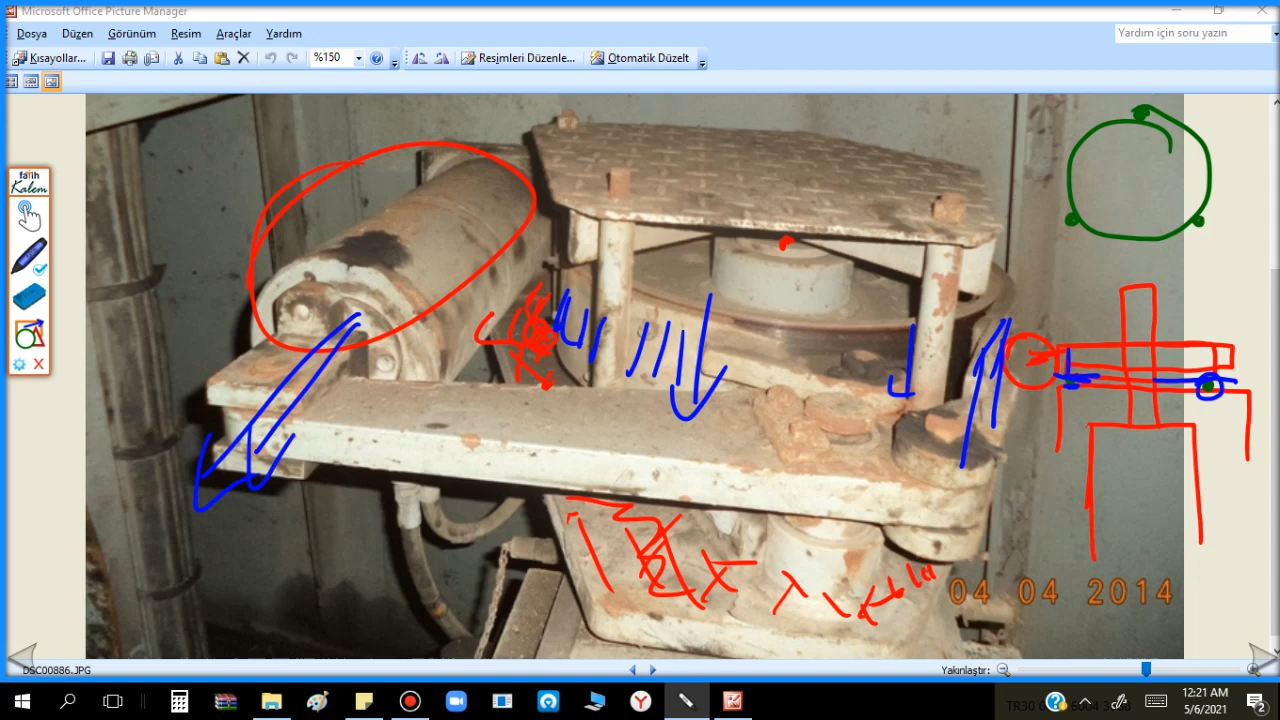 Microsoft Office Picture Manager
Dosya Düzen Görünüm Resim Araçlar Yardım
Yardım için soru yazın
Kısayollar... %150 Resimleri Düzenle... Otomatik Düzelt
fatih
Kalem
04 04 2014
DSC00886.JPG
Yakınlaştır:
12:21 AM
5/6/2021
2